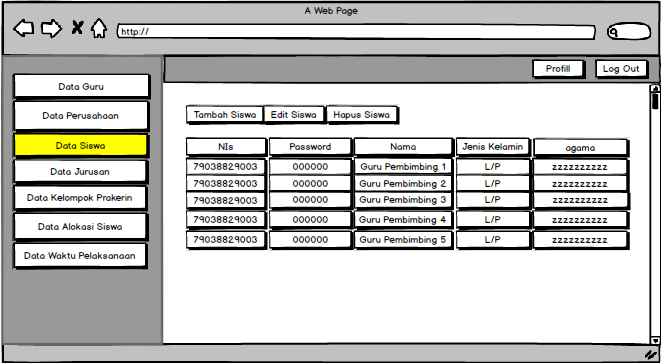 A Web Page
http://
Profill
Log Out
Data Guru
Data Perusahaan
Data Siswa
Data Jurusan
Data Kelompok Prakerin
Data Alokasi Siswa
Data Waktu Pelaksanaan
Tambah Siswa Edit Siswa Hapus Siswa
NIs Password Nama Jenis Kelamin agama
79038829003 000000 Guru Pembimbing 1 L/P zzzzzzzzzz
79038829003 000000 Guru Pembimbing 2 L/P zzzzzzzzzz
79038829003 000000 Guru Pembimbing 3 L/P zzzzzzzzzz
79038829003 000000 Guru Pembimbing 4 L/P zzzzzzzzzz
79038829003 000000 Guru Pembimbing 5 L/P zzzzzzzzzz